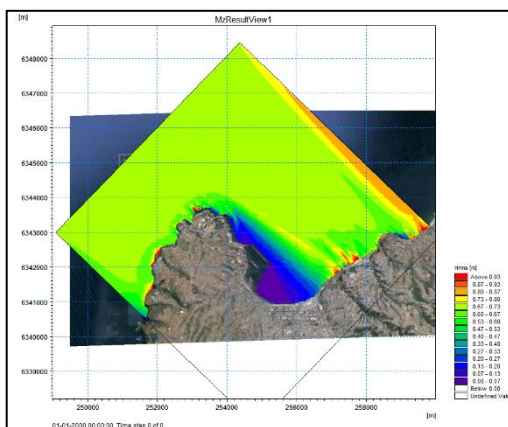 MzResultView1
[m]
6348000
6347000
6346000
6345000
6344000
6343000
6342000
6341000
6340000
6339000
250000 252000 254000 256000 258000
[m]
Hrms [m]
Above 0.93
0.87 - 0.93
0.80 - 0.87
0.73 - 0.80
0.67 - 0.73
0.60 - 0.67
0.53 - 0.60
0.47 - 0.53
0.40 - 0.47
0.33 - 0.40
0.27 - 0.33
0.20 - 0.27
0.13 - 0.20
0.07 - 0.13
0.00 - 0.07
Below 0.00
Undefined Valu
01-01-2000 00:00:00, Time step 0 of 0